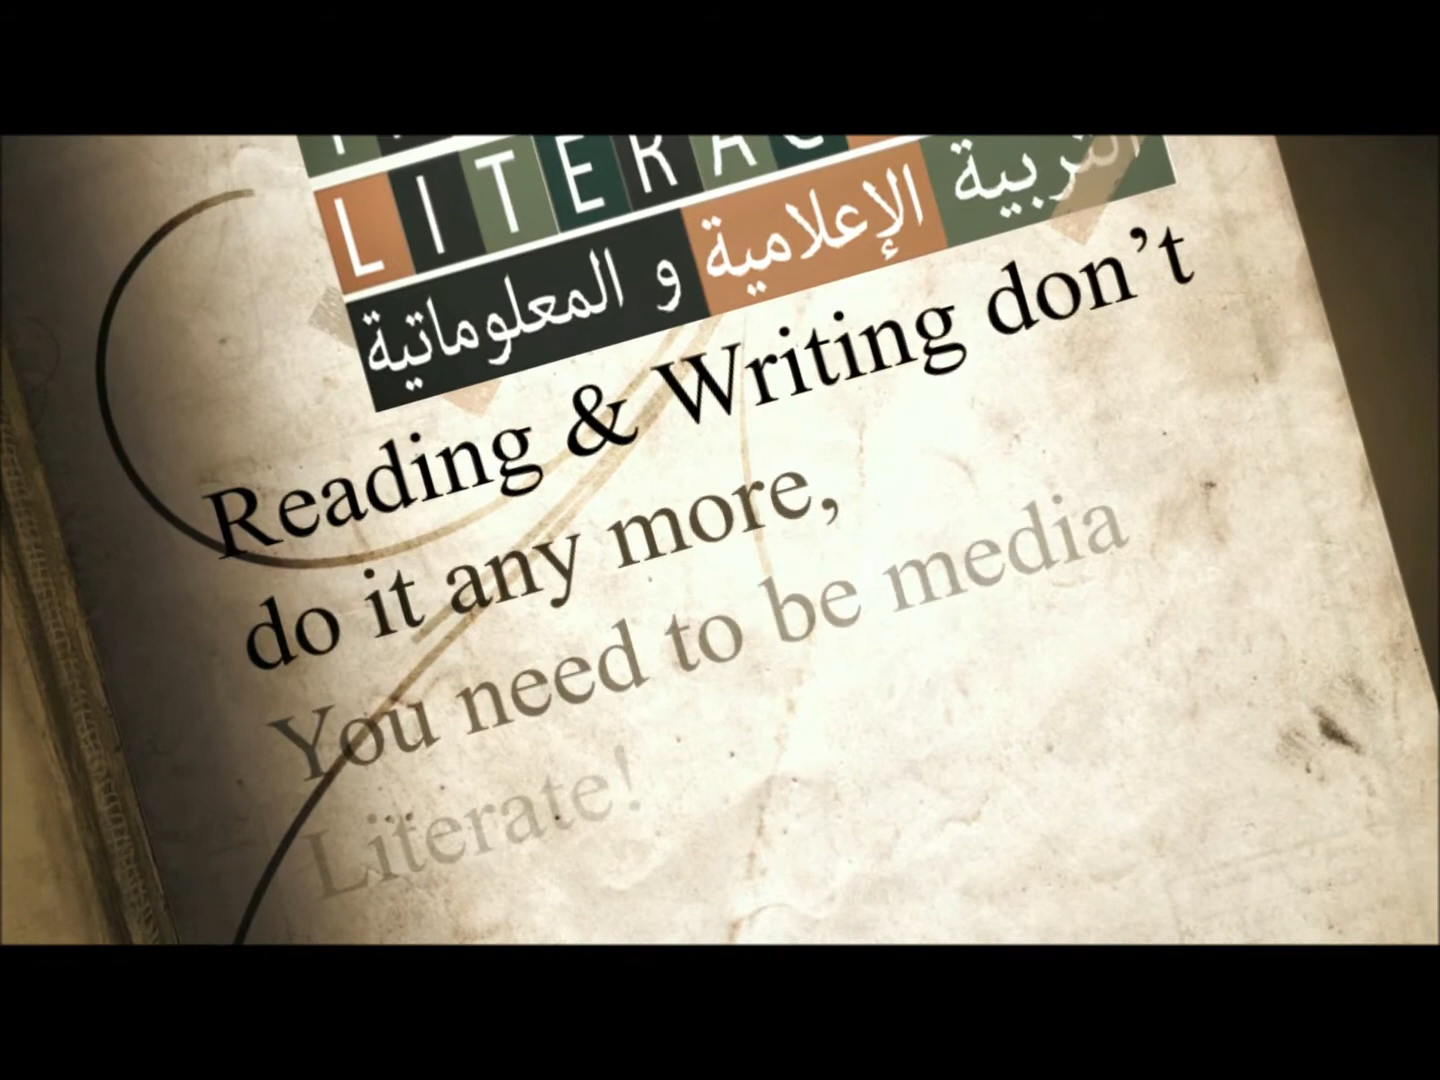 LITERAC
التربية الإعلامية و المعلوماتية
Reading & Writing don't
do it any more,
You need to be media
Literate!